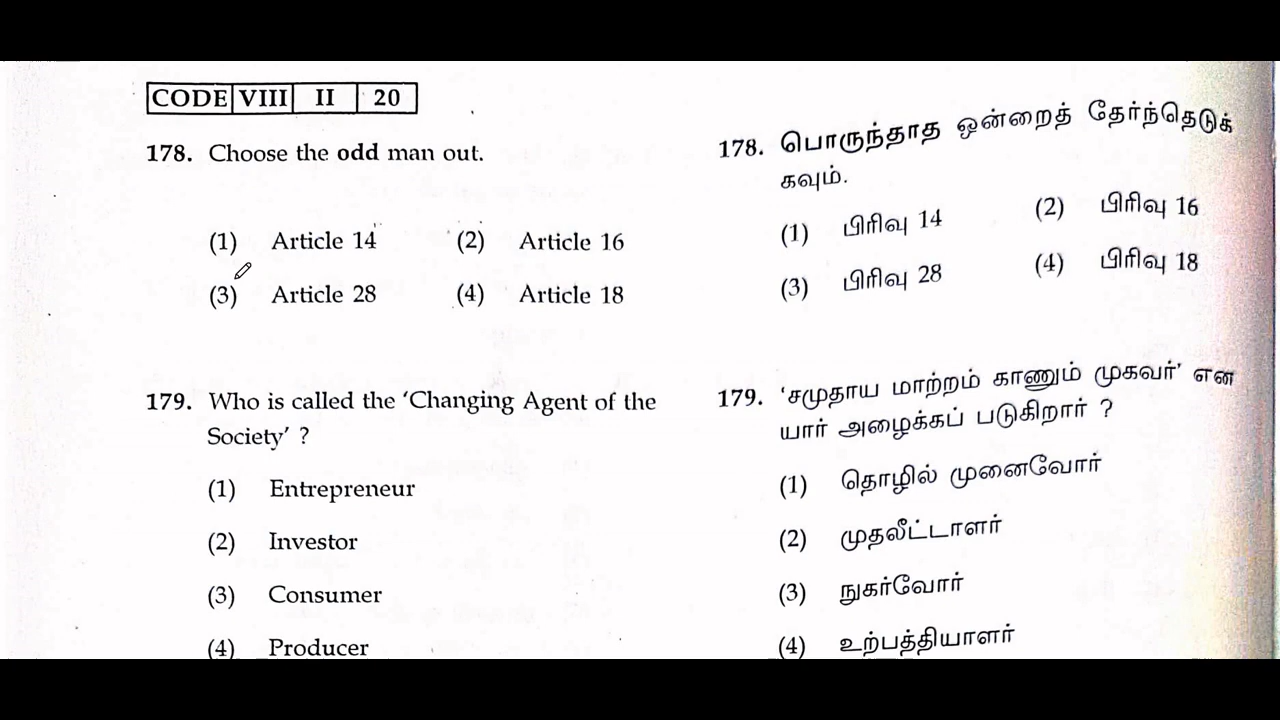 CODE VIII II 20
178. Choose the odd man out.
(1) Article 14 (2) Article 16
(3) Article 28 (4) Article 18
179. Who is called the ‘Changing Agent of the
Society’ ?
(1) Entrepreneur
(2) Investor
(3) Consumer
(4) Producer
178. பொருந்தாத ஒன்றைத் தேர்ந்தெடுக்
கவும்.
(1) பிரிவு 14 (2) பிரிவு 16
(3) பிரிவு 28 (4) பிரிவு 18
179. ‘சமுதாய மாற்றம் காணும் முகவர்’ என
யார் அழைக்கப் படுகிறார் ?
(1) தொழில் முனைவோர்
(2) முதலீட்டாளர்
(3) நுகர்வோர்
(4) உற்பத்தியாளர்